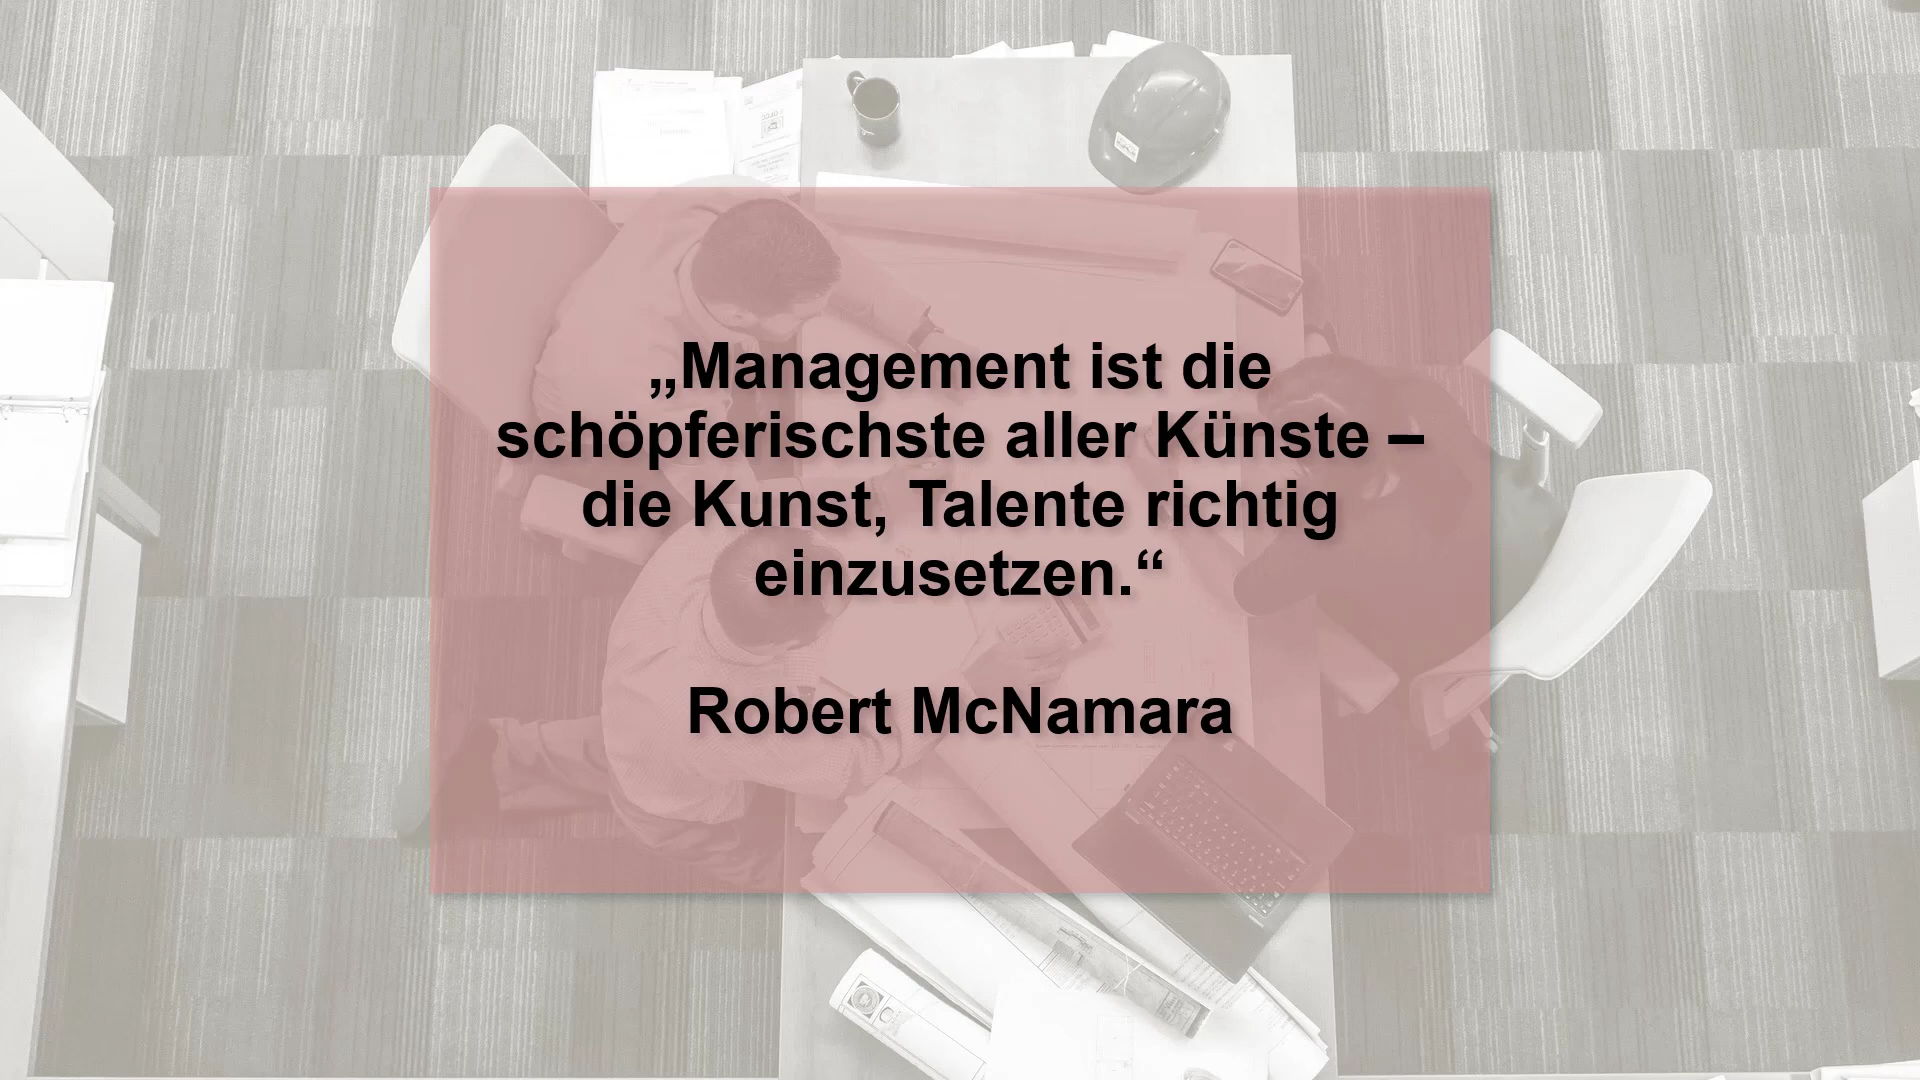 „Management ist die
schöpferischste aller Künste –
die Kunst, Talente richtig
einzusetzen.“
Robert McNamara